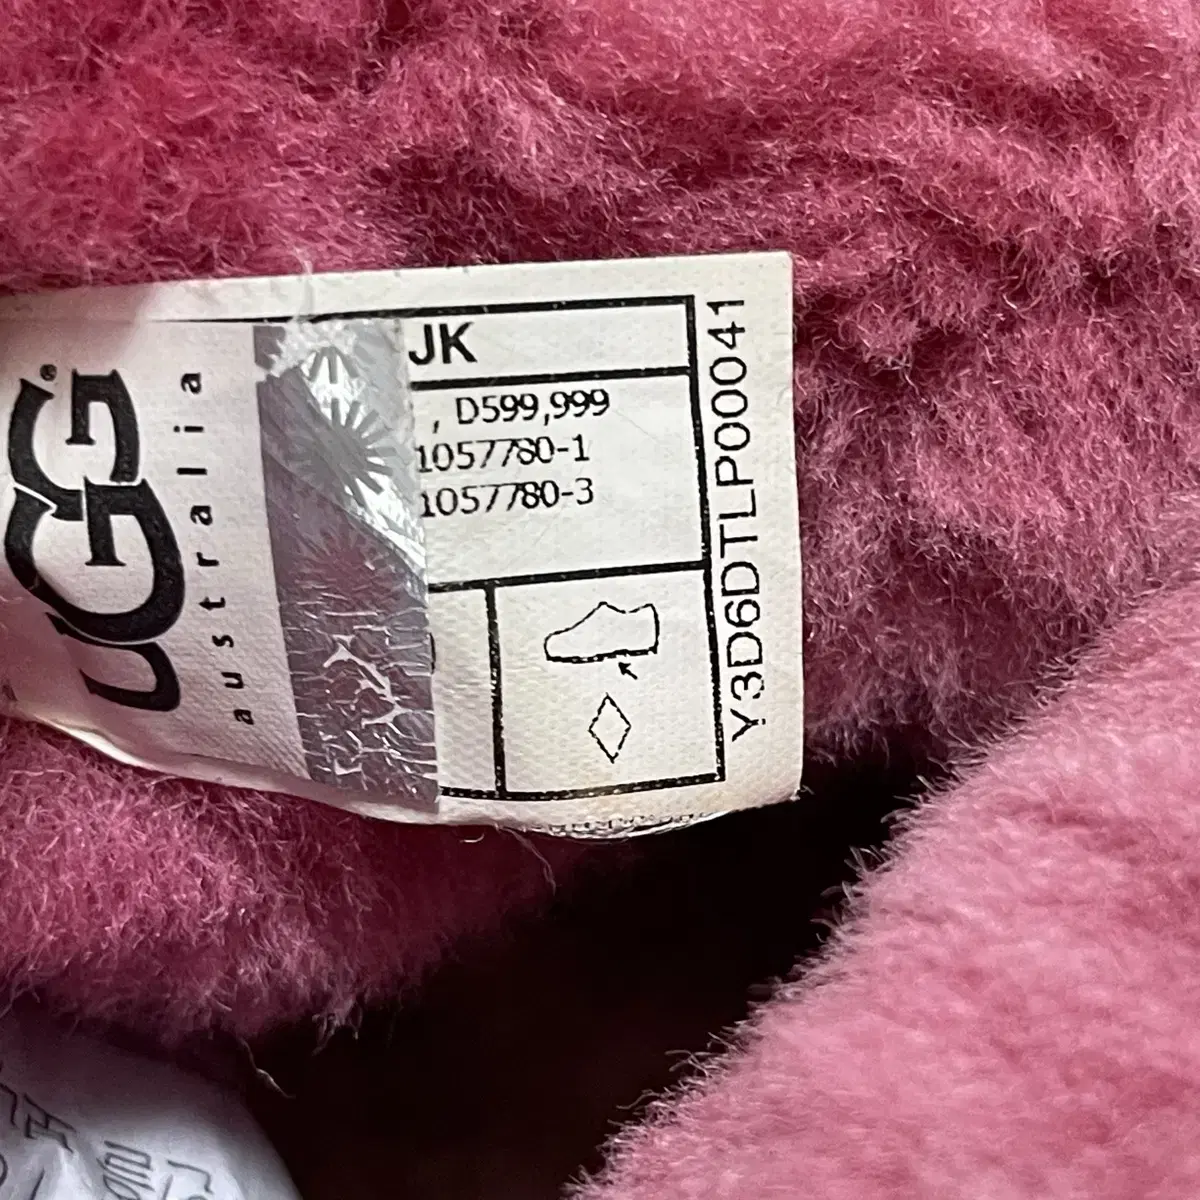 UGG®
australia
JK
, D599,999
1057780-1
1057780-3
Y3D6DTLP00041